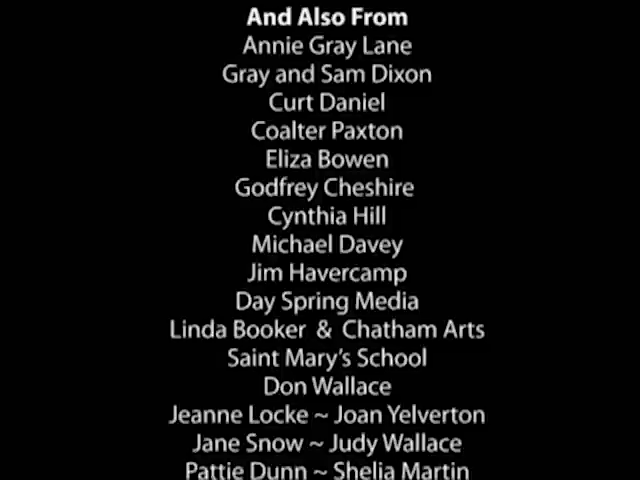 And Also From
Annie Gray Lane
Gray and Sam Dixon
Curt Daniel
Coalter Paxton
Eliza Bowen
Godfrey Cheshire
Cynthia Hill
Michael Davey
Jim Havercamp
Day Spring Media
Linda Booker & Chatham Arts
Saint Mary's School
Don Wallace
Jeanne Locke ~ Joan Yelverton
Jane Snow ~ Judy Wallace
Pattie Dunn ~ Shelia Martin